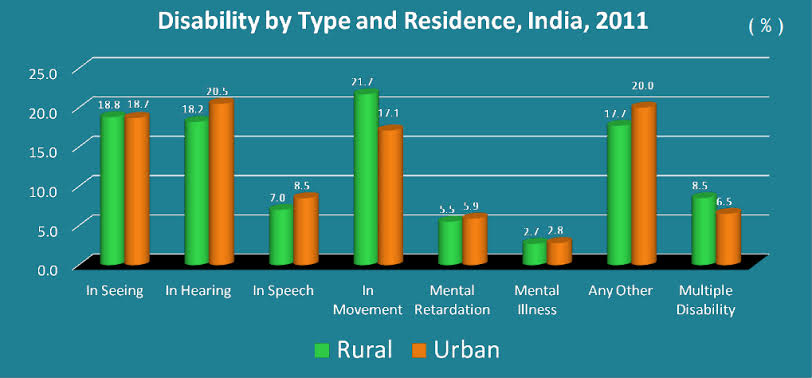 Disability by Type and Residence, India, 2011
( % )
25.0
20.0
15.0
10.0
5.0
0.0
18.8 18.7
18.2 20.5
7.0 8.5
21.7 17.1
5.5 5.9
2.7 2.8
17.7 20.0
8.5 6.5
In Seeing
In Hearing
In Speech
In
Movement
Mental
Retardation
Mental
Illness
Any Other
Multiple
Disability
Rural Urban